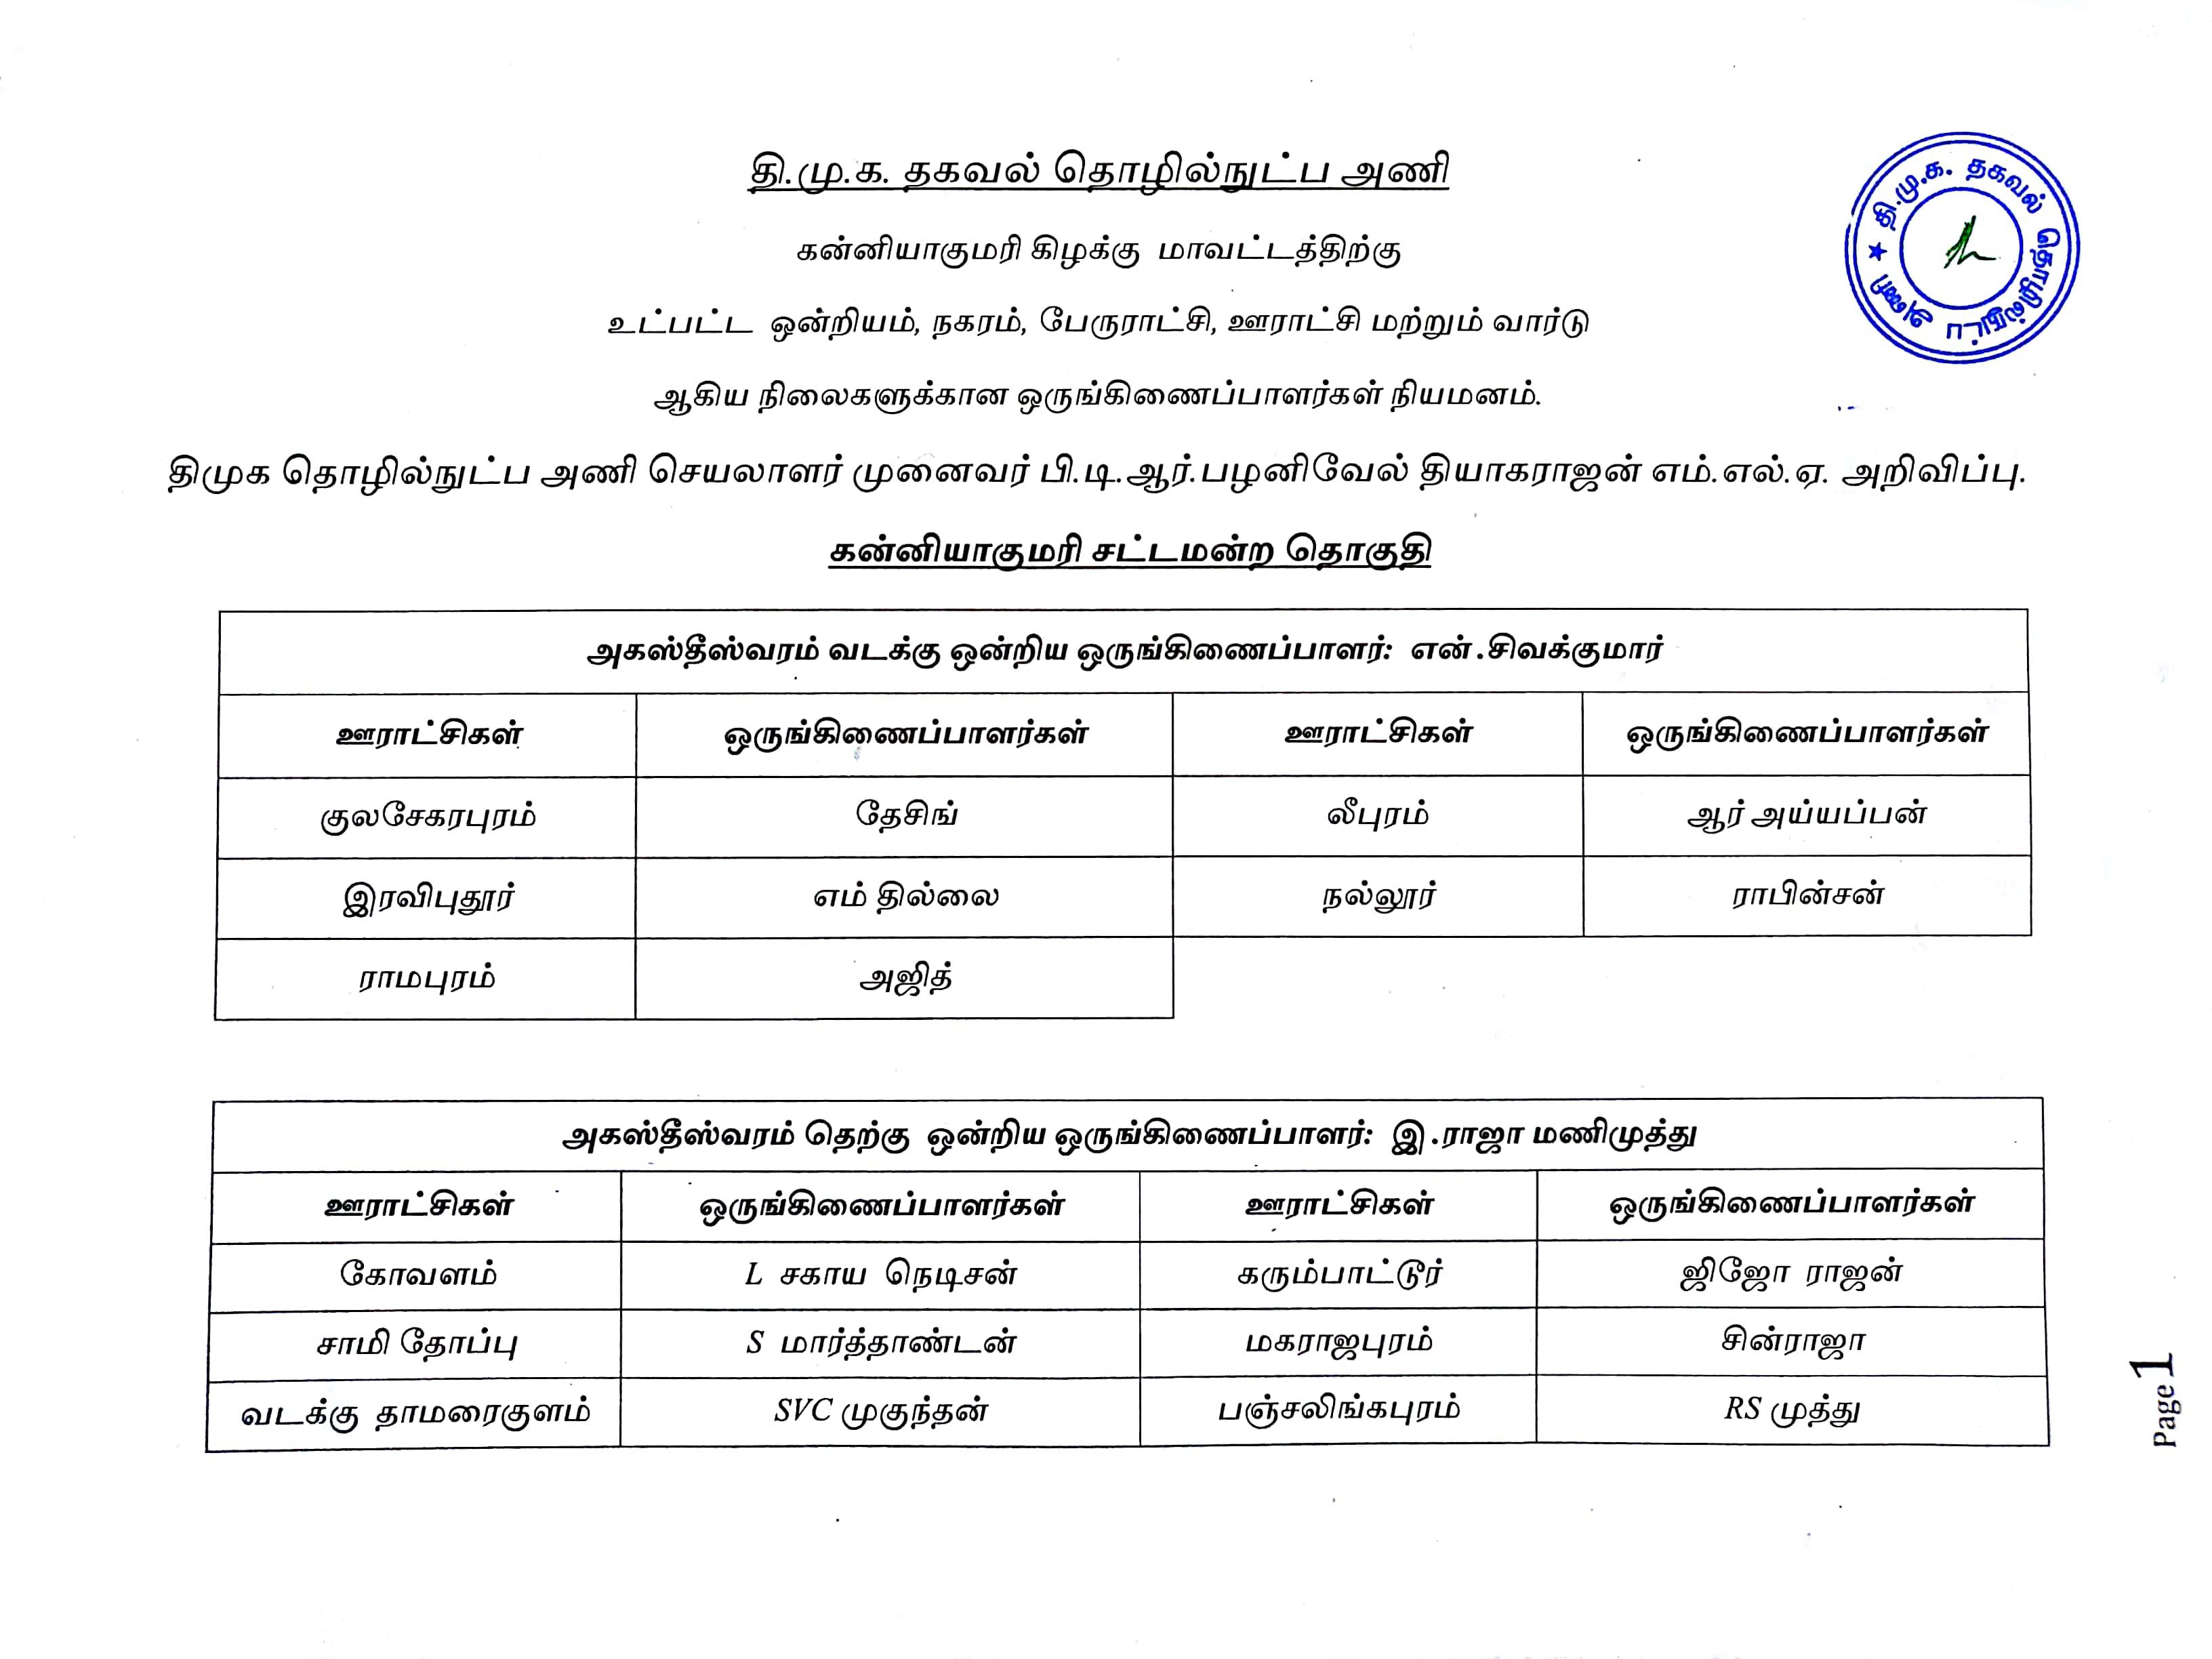 தி.மு.க. தகவல் தொழில்நுட்ப அணி
தி.மு.க. தகவல் தொழில்நுட்ப அணி
கன்னியாகுமரி கிழக்கு மாவட்டத்திற்கு
உட்பட்ட ஒன்றியம், நகரம், பேருராட்சி, ஊராட்சி மற்றும் வார்டு
ஆகிய நிலைகளுக்கான ஒருங்கிணைப்பாளர்கள் நியமனம்.
திமுக தொழில்நுட்ப அணி செயலாளர் முனைவர் பி.டி.ஆர்.பழனிவேல் தியாகராஜன் எம்.எல்.ஏ. அறிவிப்பு.
கன்னியாகுமரி சட்டமன்ற தொகுதி
அகஸ்தீஸ்வரம் வடக்கு ஒன்றிய ஒருங்கிணைப்பாளர்: என்.சிவக்குமார்
ஊராட்சிகள் ஒருங்கிணைப்பாளர்கள் ஊராட்சிகள் ஒருங்கிணைப்பாளர்கள்
குலசேகரபுரம் தேசிங் லீபுரம் ஆர் அய்யப்பன்
இரவிபுதூர் எம் தில்லை நல்லூர் ராபின்சன்
ராமபுரம் அஜித்
அகஸ்தீஸ்வரம் தெற்கு ஒன்றிய ஒருங்கிணைப்பாளர்: இ.ராஜா மணிமுத்து
ஊராட்சிகள் ஒருங்கிணைப்பாளர்கள் ஊராட்சிகள் ஒருங்கிணைப்பாளர்கள்
கோவளம் L சகாய நெடிசன் கரும்பாட்டூர் ஜிஜோ ராஜன்
சாமி தோப்பு S மார்த்தாண்டன் மகராஜபுரம் சின்ராஜா
வடக்கு தாமரைகுளம் SVC முகுந்தன் பஞ்சலிங்கபுரம் RS முத்து
Page 1